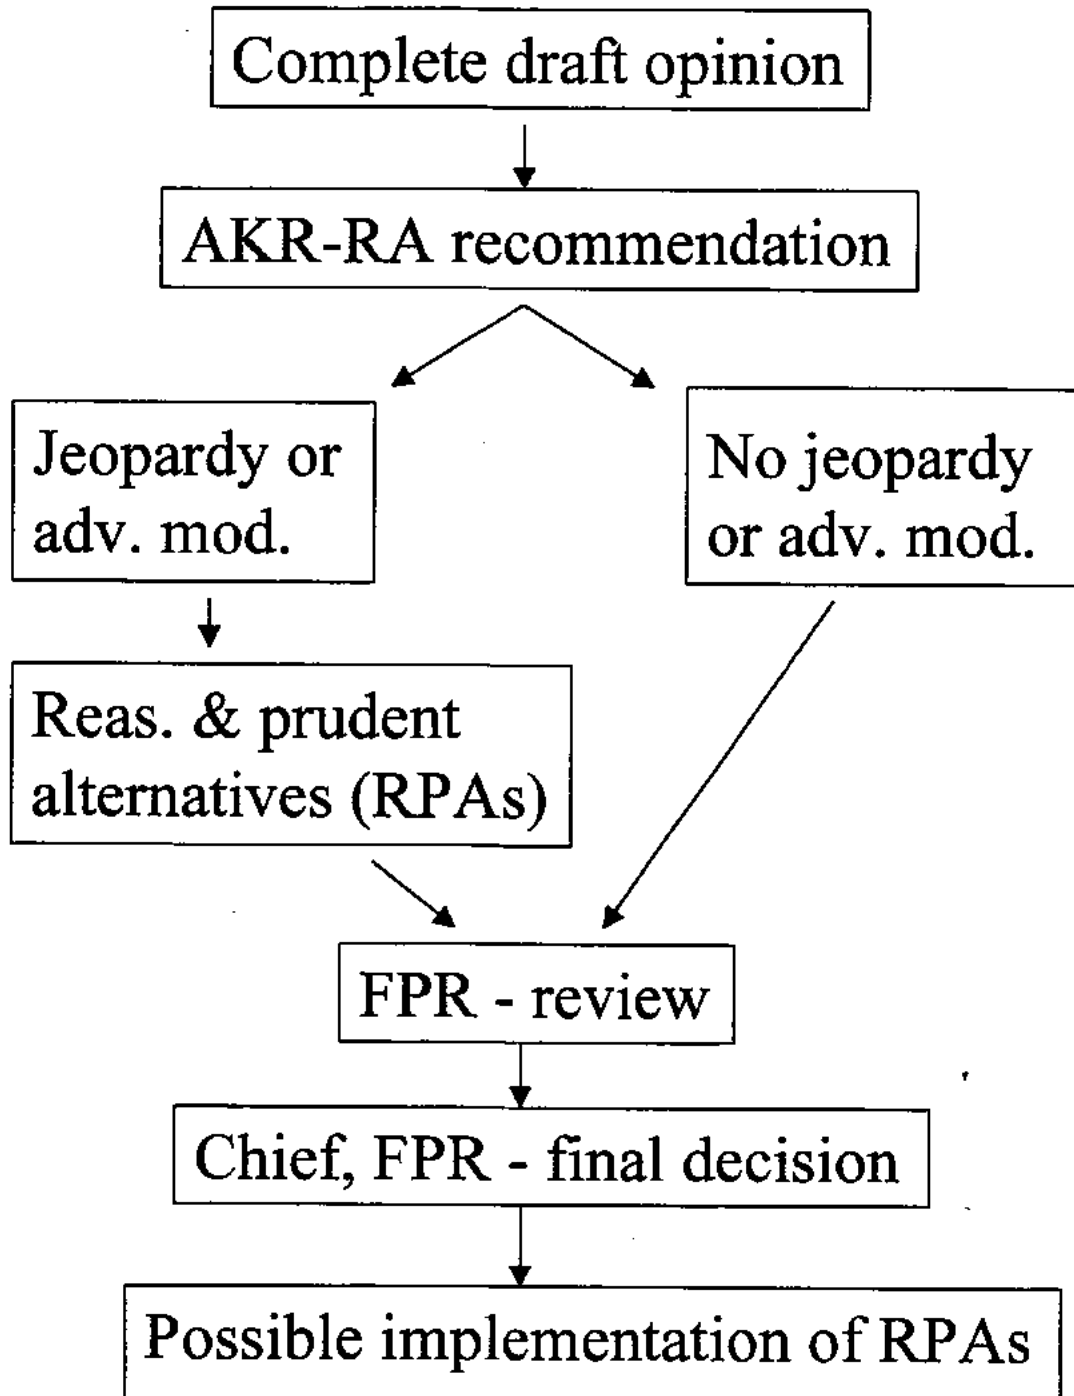 Complete draft opinion
AKR-RA recommendation
Jeopardy or
adv. mod.
No jeopardy
or adv. mod.
Reas. & prudent
alternatives (RPAs)
FPR - review
Chief, FPR - final decision
Possible implementation of RPAs